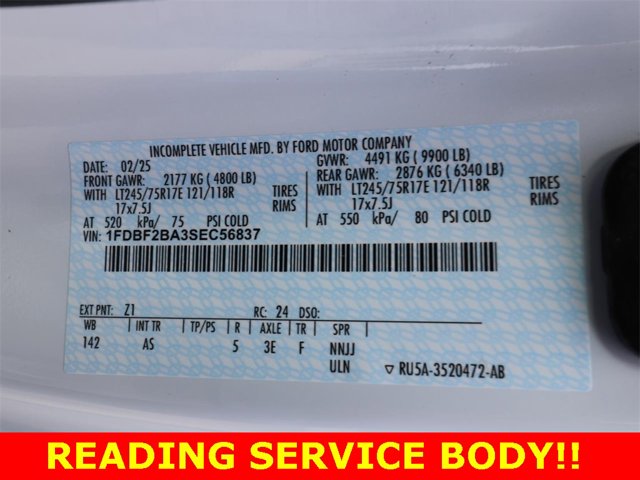 INCOMPLETE VEHICLE MFD. BY FORD MOTOR COMPANY
DATE: 02/25 GVWR: 4491 KG ( 9900 LB)
FRONT GAWR: 2177 KG ( 4800 LB) REAR GAWR: 2876 KG ( 6340 LB)
WITH LT245/75R17E 121/118R TIRES WITH LT245/75R17E 121/118R TIRES
17x7.5J RIMS 17x7.5J RIMS
AT 520 kPa/ 75 PSI COLD AT 550 kPa/ 80 PSI COLD
VIN: 1FDBF2BA3SEC56837
EXT PNT: Z1 RC: 24 DSO:
WB INT TR TP/PS R AXLE TR SPR
142 AS 5 3E F NNJJ
ULN ▽ RU5A-3520472-AB
READING SERVICE BODY!!